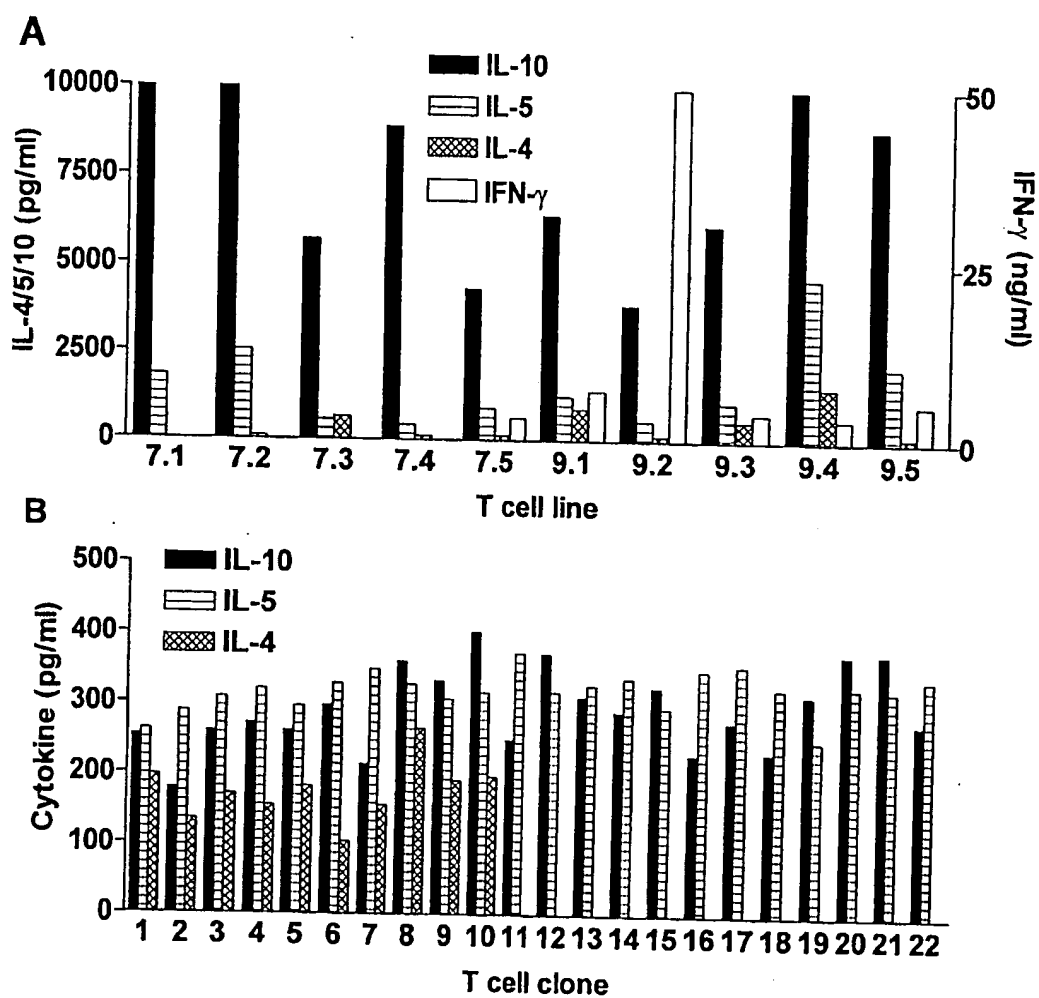 A
IL-10
IL-5
IL-4
IFN-γ
10000
7500
5000
2500
0
IL-4/5/10 (pg/ml)
50
25
0
IFN-γ (ng/ml)
7.1 7.2 7.3 7.4 7.5 9.1 9.2 9.3 9.4 9.5
T cell line
B
IL-10
IL-5
IL-4
500
400
300
200
100
0
Cytokine (pg/ml)
1 2 3 4 5 6 7 8 9 10 11 12 13 14 15 16 17 18 19 20 21 22
T cell clone